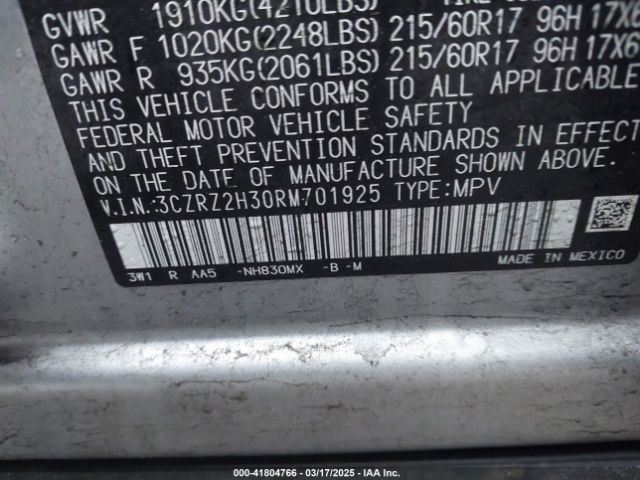 GVWR 1910KG(4210LBS)
GAWR F 1020KG(2248LBS) 215/60R17 96H 17X6
GAWR R 935KG(2061LBS) 215/60R17 96H 17X6
THIS VEHICLE CONFORMS TO ALL APPLICABLE
FEDERAL MOTOR VEHICLE SAFETY
AND THEFT PREVENTION STANDARDS IN EFFECT
ON THE DATE OF MANUFACTURE SHOWN ABOVE.
V.I.N.:3CZRZ2H30RM701925 TYPE:MPV
3W1 R AA5 -NH830MX -B -M
MADE IN MEXICO
000-41804766 — 03/17/2025 — IAA Inc.